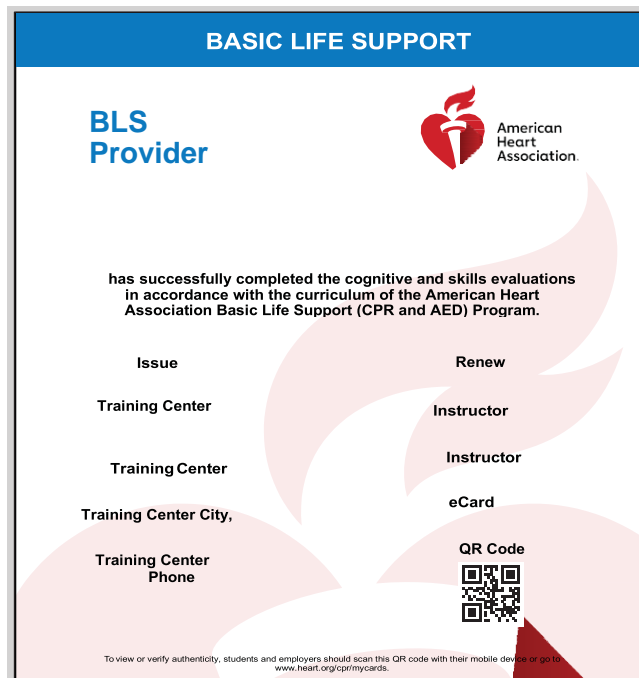 BASIC LIFE SUPPORT
BLS
Provider
American
Heart
Association.
has successfully completed the cognitive and skills evaluations
in accordance with the curriculum of the American Heart
Association Basic Life Support (CPR and AED) Program.
Issue
Renew
Training Center
Instructor
Training Center
Instructor
Training Center City,
eCard
Training Center
Phone
QR Code
To view or verify authenticity, students and employers should scan this QR code with their mobile device or go to
www.heart.org/cpr/mycards.